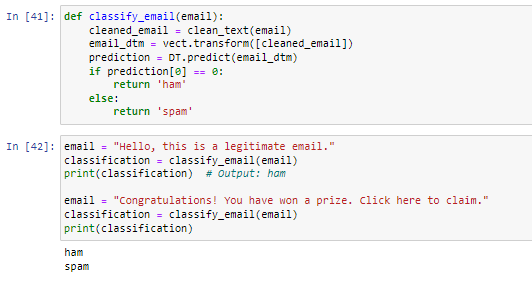 In [41]: def classify_email(email):
    cleaned_email = clean_text(email)
    email_dtm = vect.transform([cleaned_email])
    prediction = DT.predict(email_dtm)
    if prediction[0] == 0:
        return 'ham'
    else:
        return 'spam'
In [42]: email = "Hello, this is a legitimate email."
classification = classify_email(email)
print(classification)  # Output: ham
email = "Congratulations! You have won a prize. Click here to claim."
classification = classify_email(email)
print(classification)
ham
spam